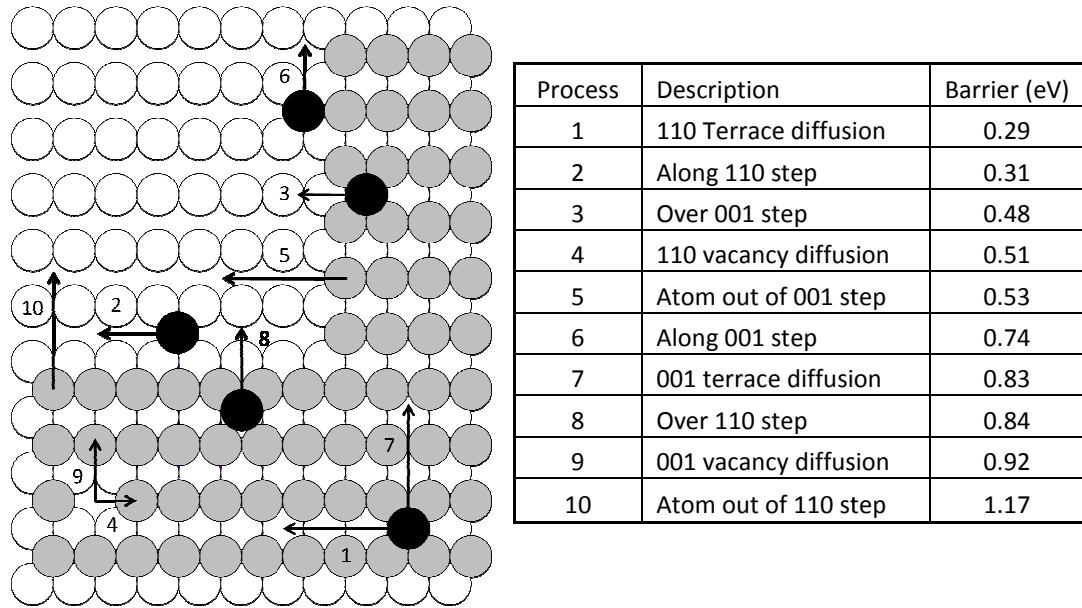 6
3
5
10
2
8
7
9
4
1
Process Description Barrier (eV)
1 110 Terrace diffusion 0.29
2 Along 110 step 0.31
3 Over 001 step 0.48
4 110 vacancy diffusion 0.51
5 Atom out of 001 step 0.53
6 Along 001 step 0.74
7 001 terrace diffusion 0.83
8 Over 110 step 0.84
9 001 vacancy diffusion 0.92
10 Atom out of 110 step 1.17